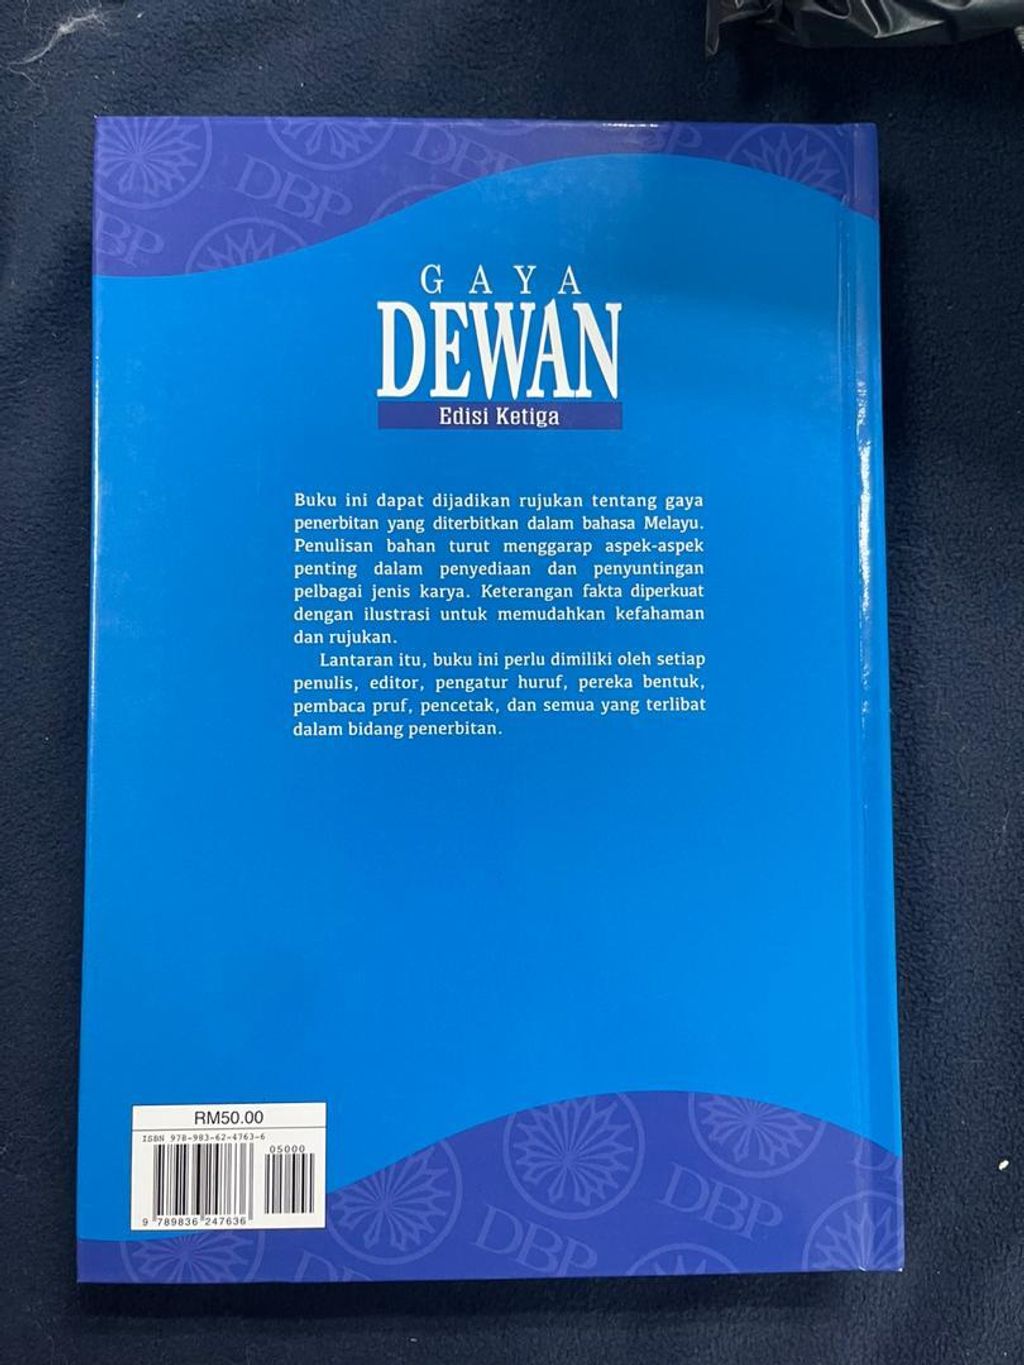 DBP
DBP
DBP
BP
GAYA
DEWAN
Edisi Ketiga
Buku ini dapat dijadikan rujukan tentang gaya
penerbitan yang diterbitkan dalam bahasa Melayu.
Penulisan bahan turut menggarap aspek-aspek
penting dalam penyediaan dan penyuntingan
pelbagai jenis karya. Keterangan fakta diperkuat
dengan ilustrasi untuk memudahkan kefahaman
dan rujukan.
Lantaran itu, buku ini perlu dimiliki oleh setiap
penulis, editor, pengatur huruf, pereka bentuk,
pembaca pruf, pencetak, dan semua yang terlibat
dalam bidang penerbitan.
RM50.00
ISBN 978-983-62-4763-6
05000
9 789836 247636
DBP
DBP